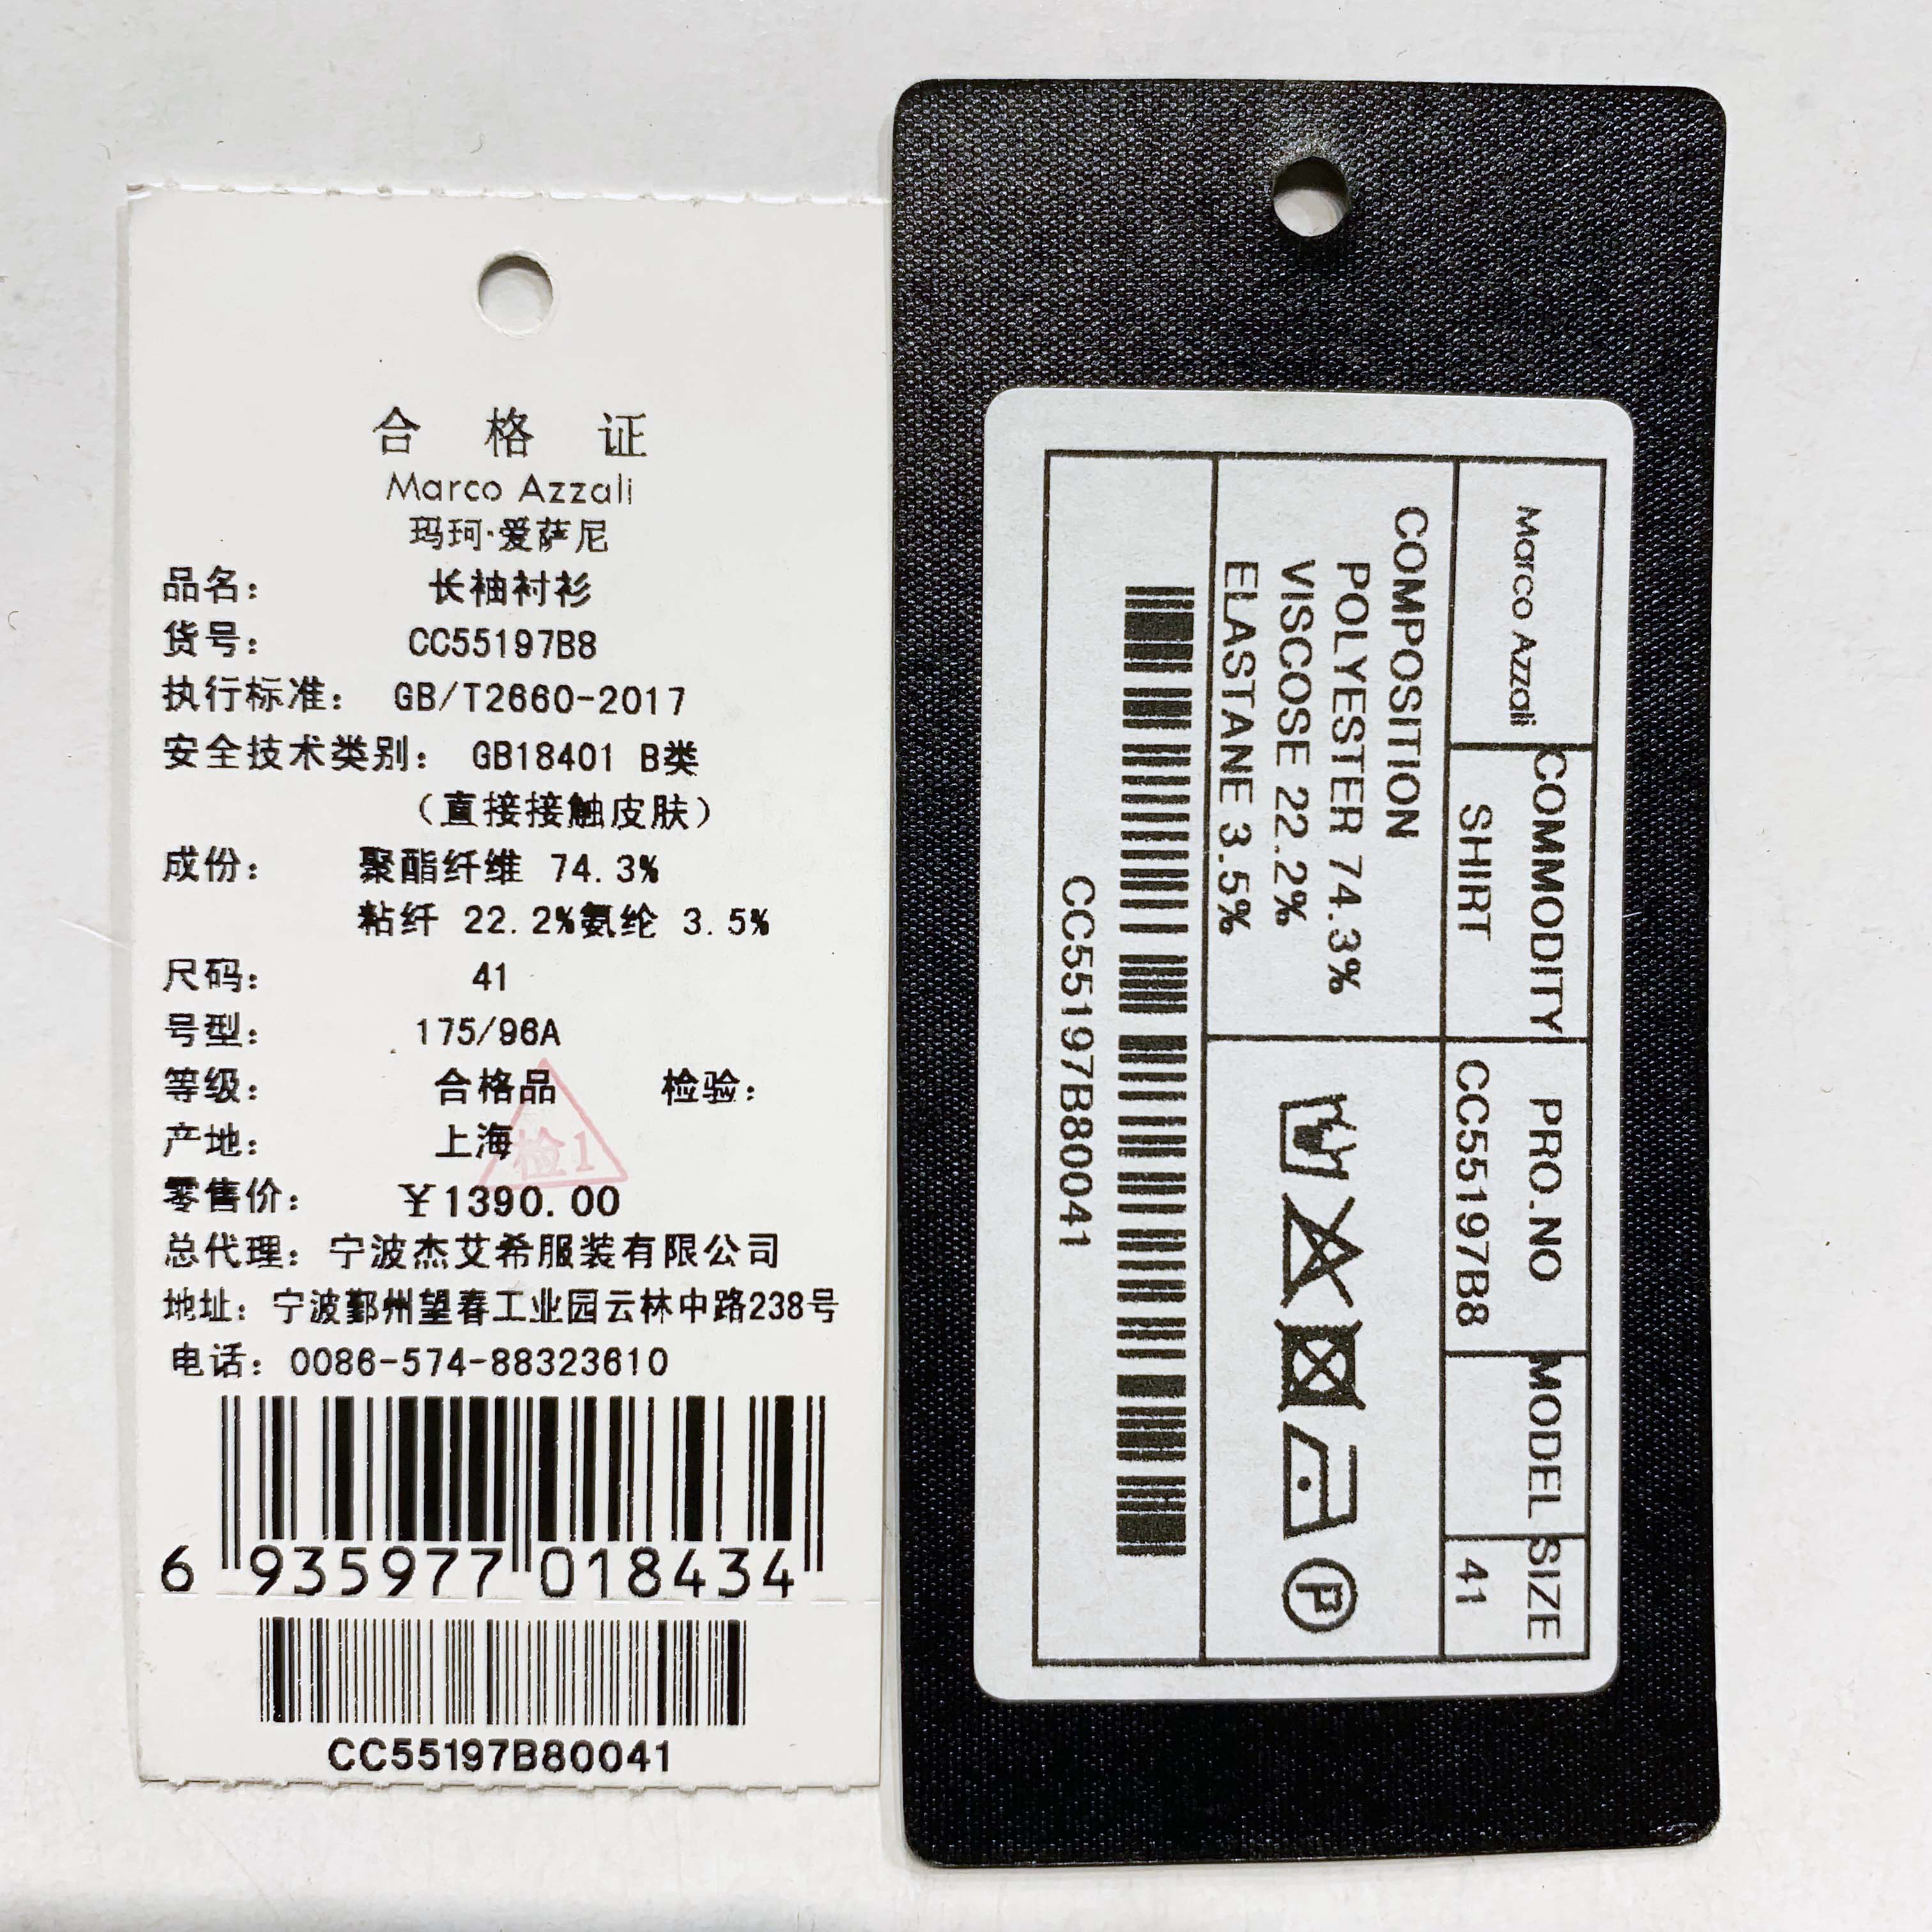 合格证
Marco Azzali
玛珂·爱萨尼
品名： 长袖衬衫
货号： CC55197B8
执行标准： GB/T2660-2017
安全技术类别： GB18401 B类
（直接接触皮肤）
成份： 聚酯纤维 74.3%
粘纤 22.2%氨纶 3.5%
尺码： 41
号型： 175/96A
等级： 合格品 检验：
产地： 上海
检1
零售价： ￥1390.00
总代理：宁波杰艾希服装有限公司
地址：宁波鄞州望春工业园云林中路238号
电话：0086-574-88323610
6 935977 018434
CC55197B80041
Marco Azzali
COMMODITY PRO.NO MODEL SIZE
SHIRT CC55197B8 41
COMPOSITION
POLYESTER 74.3%
VISCOSE 22.2%
ELASTANE 3.5%
P
CC55197B80041